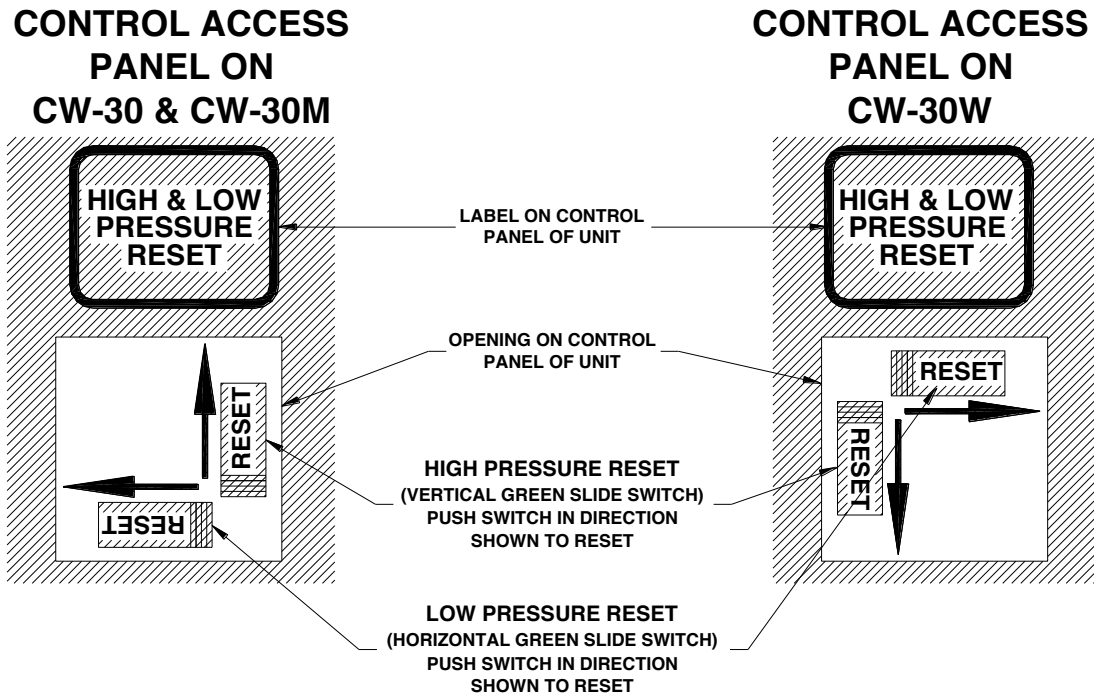 CONTROL ACCESS
PANEL ON
CW-30 & CW-30M
CONTROL ACCESS
PANEL ON
CW-30W
HIGH & LOW
PRESSURE
RESET
LABEL ON CONTROL
PANEL OF UNIT
HIGH & LOW
PRESSURE
RESET
OPENING ON CONTROL
PANEL OF UNIT
RESET
RESET
RESET
RESET
HIGH PRESSURE RESET
(VERTICAL GREEN SLIDE SWITCH)
PUSH SWITCH IN DIRECTION
SHOWN TO RESET
LOW PRESSURE RESET
(HORIZONTAL GREEN SLIDE SWITCH)
PUSH SWITCH IN DIRECTION
SHOWN TO RESET